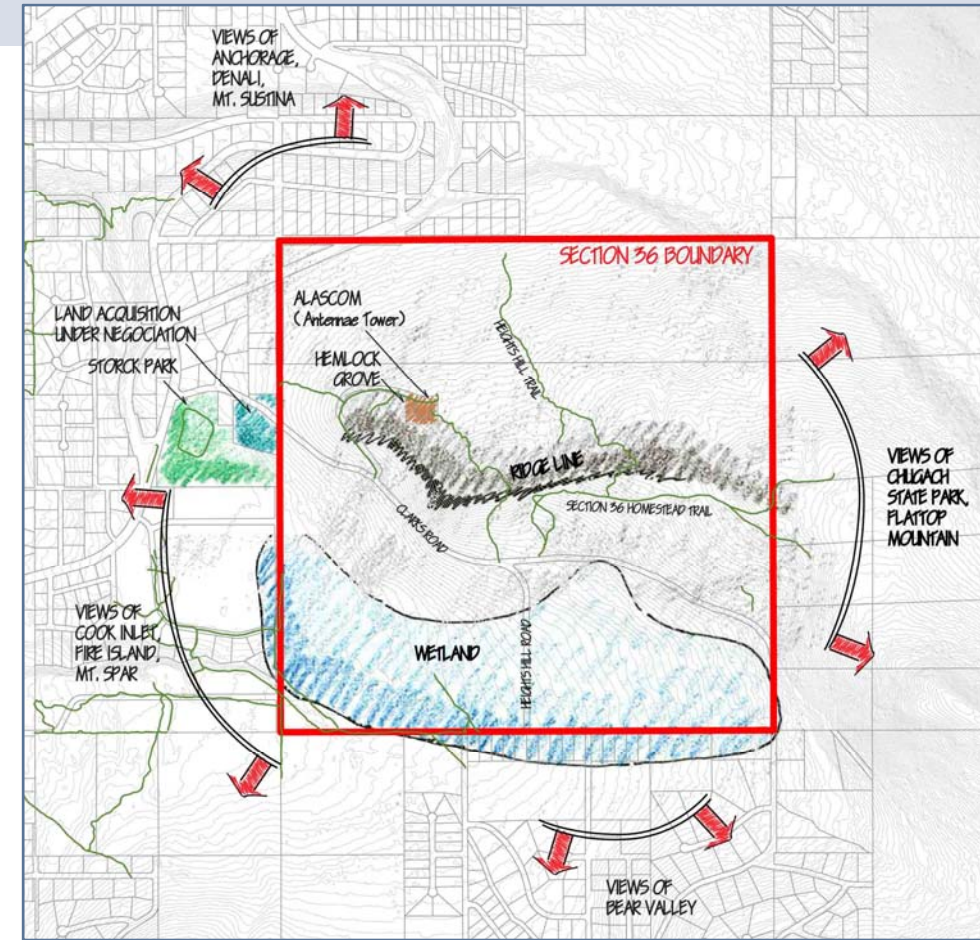 VIEWS OF
ANCHORAGE,
DENALI,
MT. SUSTINA
SECTION 36 BOUNDARY
ALASCOM
( Antennae Tower)
LAND ACQUISITION
UNDER NEGOCIATION
HEMLOCK
GROVE
STORCK PARK
HEIGHTS HILL TRAIL
RIDGE LINE
VIEWS OF
CHUGACH
STATE PARK,
FLATTOP
MOUNTAIN
SECTION 36 HOMESTEAD TRAIL
CLARKS ROAD
VIEWS OF
COOK INLET,
FIRE ISLAND,
MT. SPAR
WETLAND
HEIGHTS HILL ROAD
VIEWS OF
BEAR VALLEY